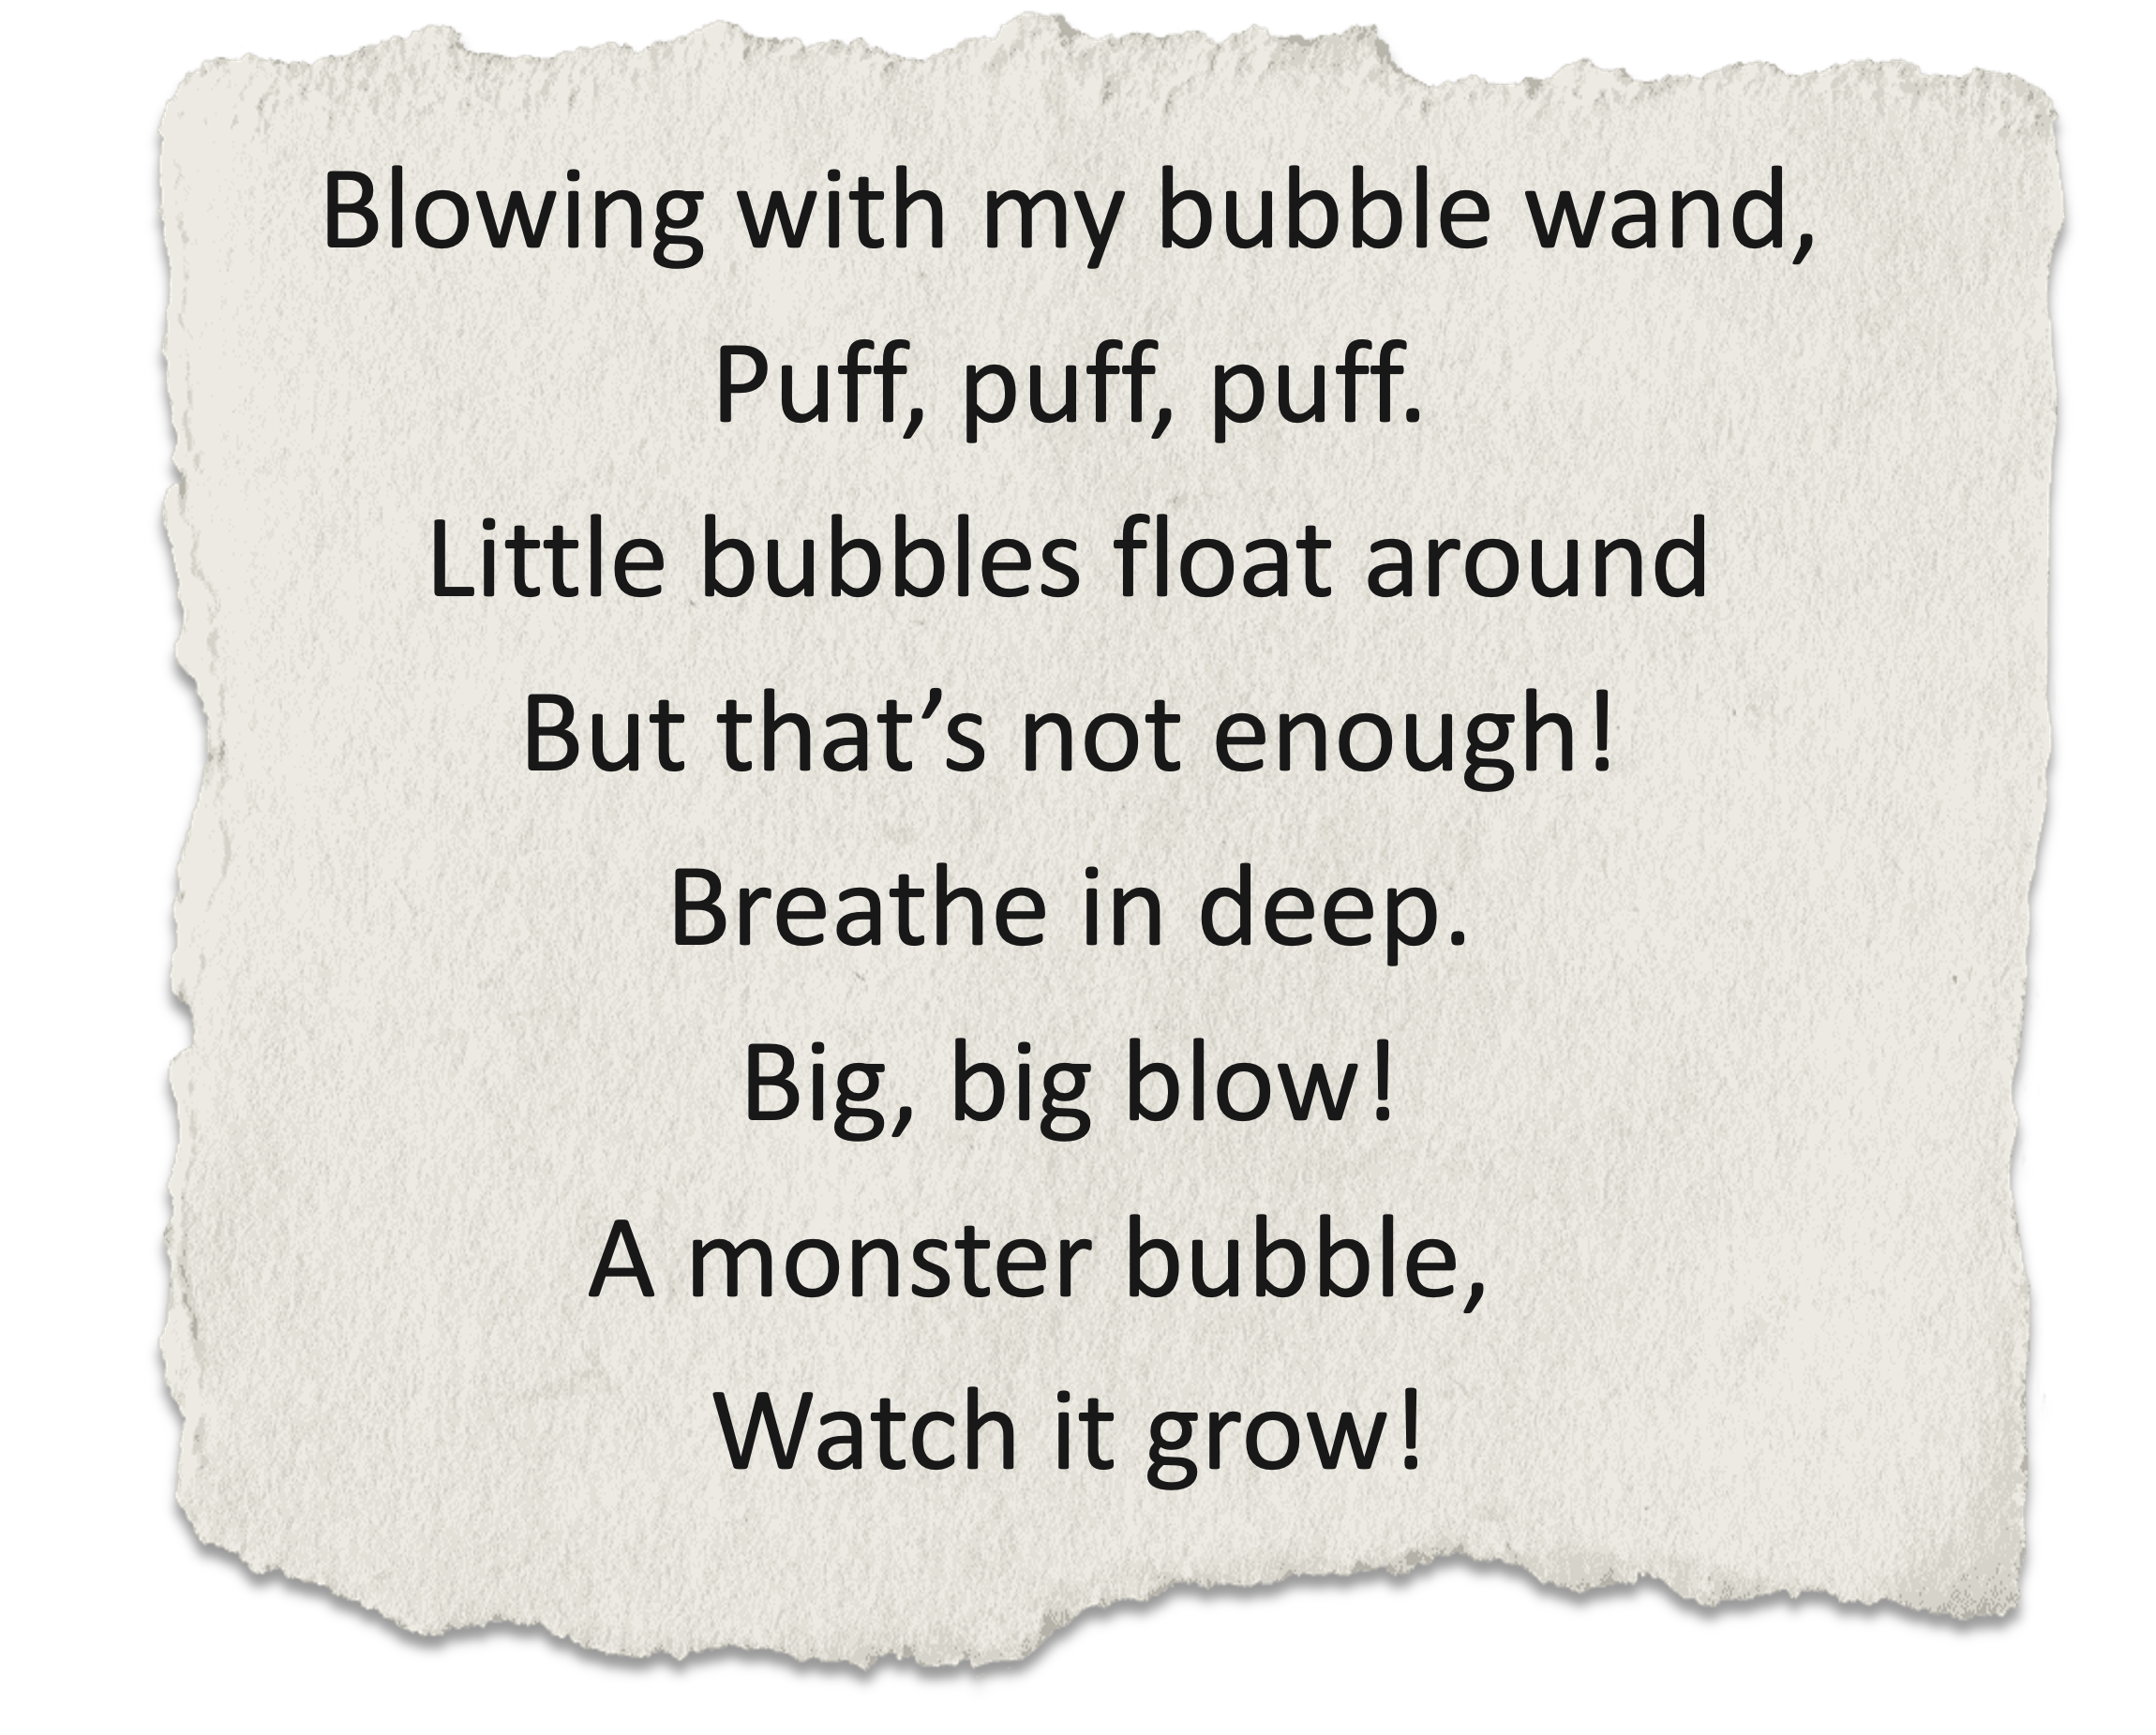 Blowing with my bubble wand,
Puff, puff, puff.
Little bubbles float around
But that’s not enough!
Breathe in deep.
Big, big blow!
A monster bubble,
Watch it grow!